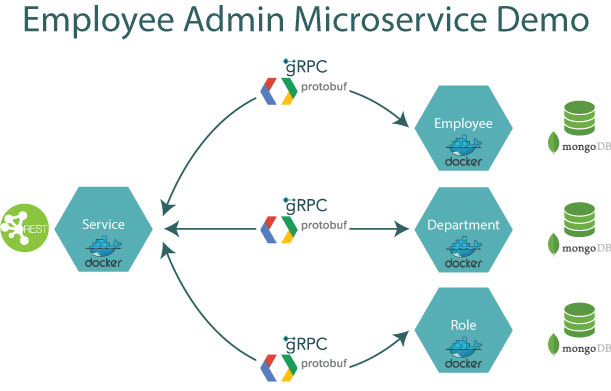 Employee Admin Microservice Demo
gRPC
protobuf
Employee
docker
mongoDB
REST
Service
docker
gRPC
protobuf
Department
docker
mongoDB
gRPC
protobuf
Role
docker
mongoDB